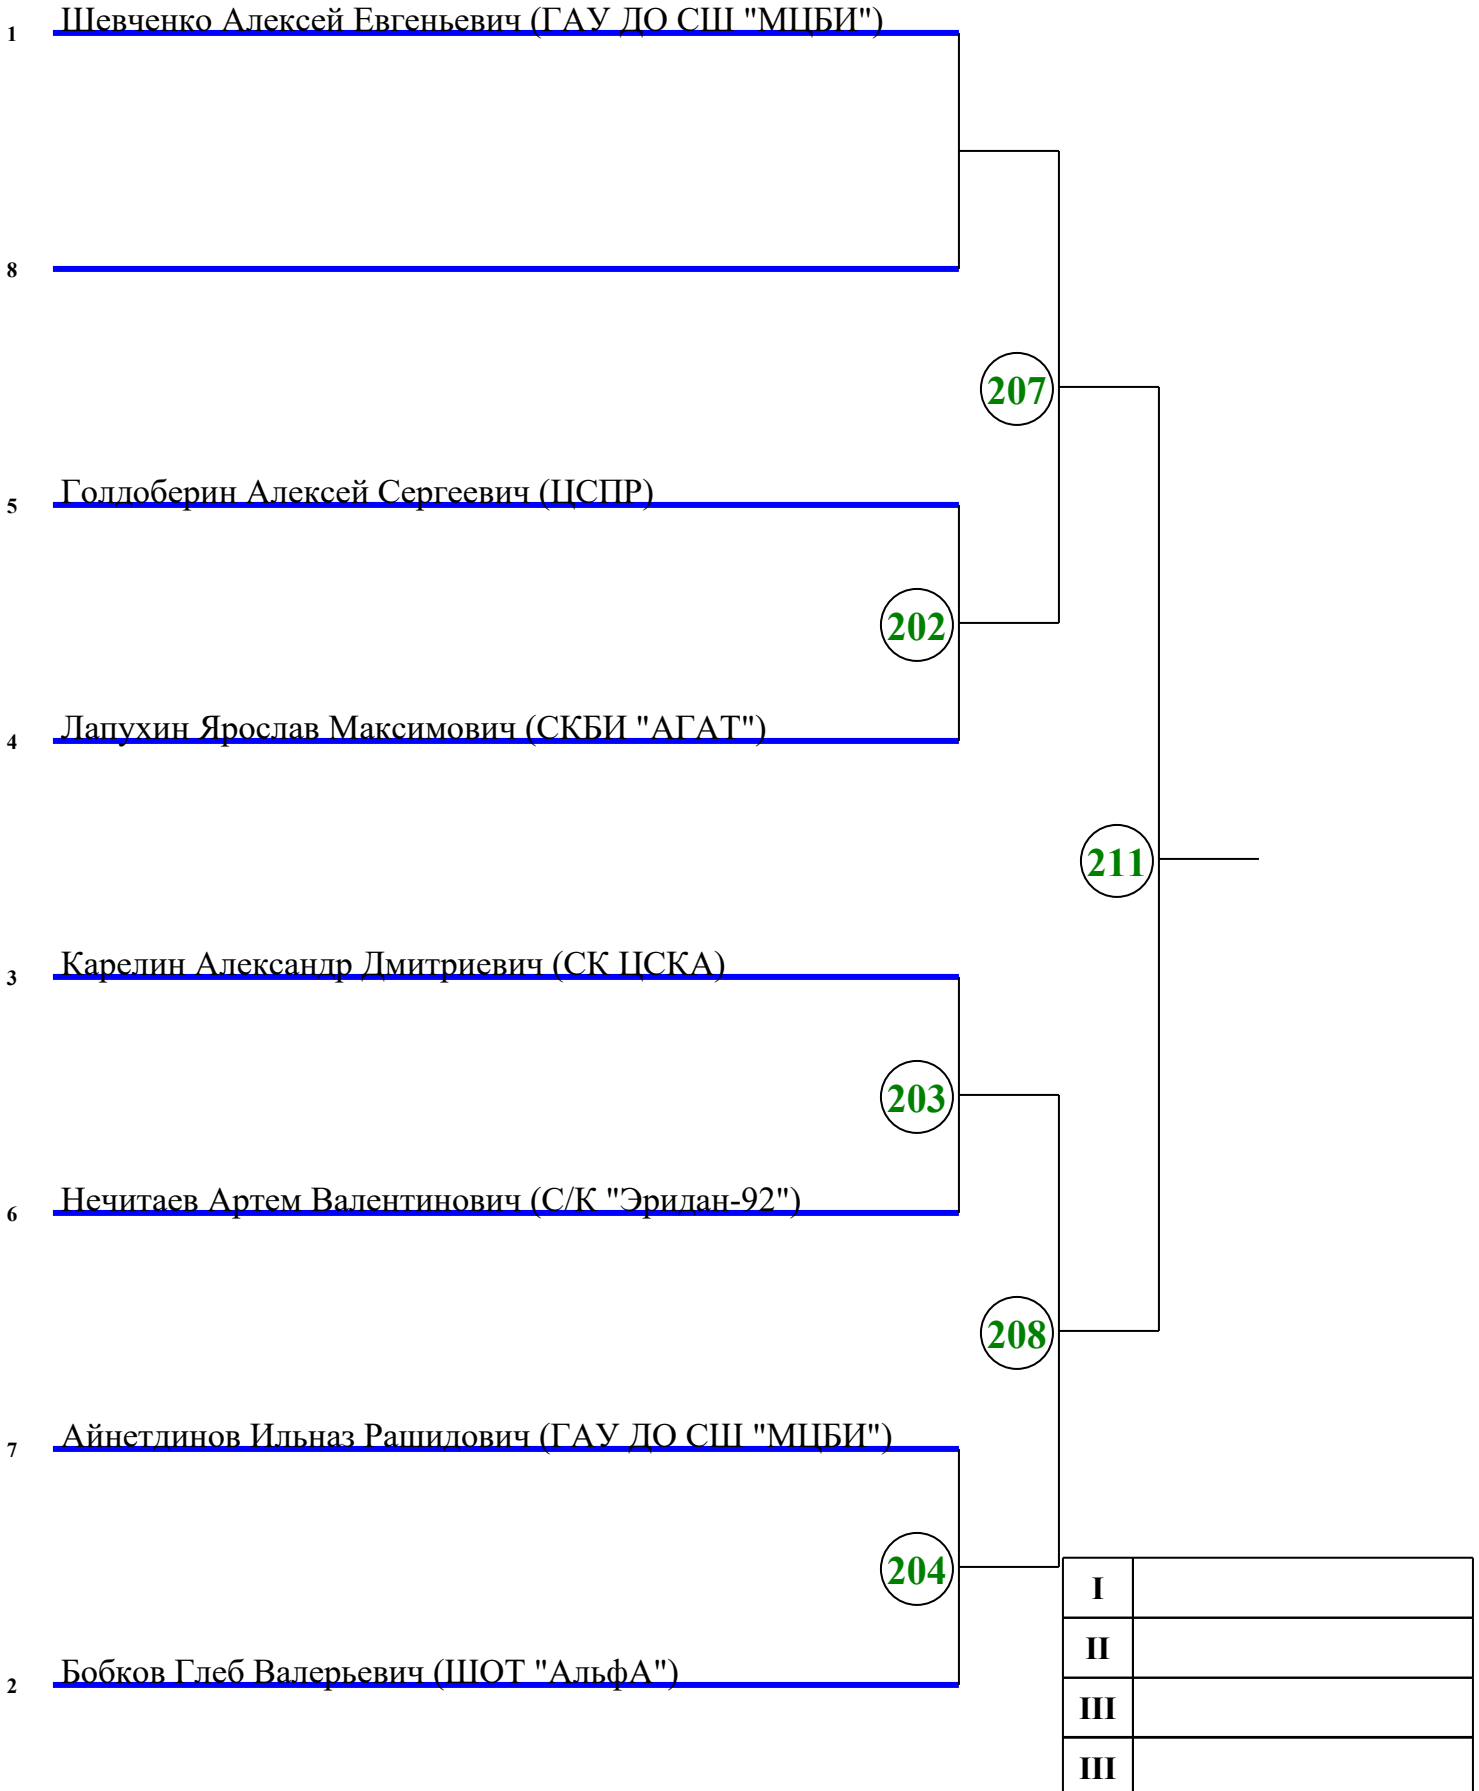 1 Шевченко Алексей Евгеньевич (ГАУ ДО СШ "МЦБИ")
8
207
5 Голдоберин Алексей Сергеевич (ЦСПР)
202
4 Лапухин Ярослав Максимович (СКБИ "АГАТ")
211
3 Карелин Александр Дмитриевич (СК ЦСКА)
203
6 Нечитаев Артем Валентинович (С/К "Эридан-92")
208
7 Айнетдинов Ильназ Рашидович (ГАУ ДО СШ "МЦБИ")
204
I
II
2 Бобков Глеб Валерьевич (ШОТ "АльфА")
III
III